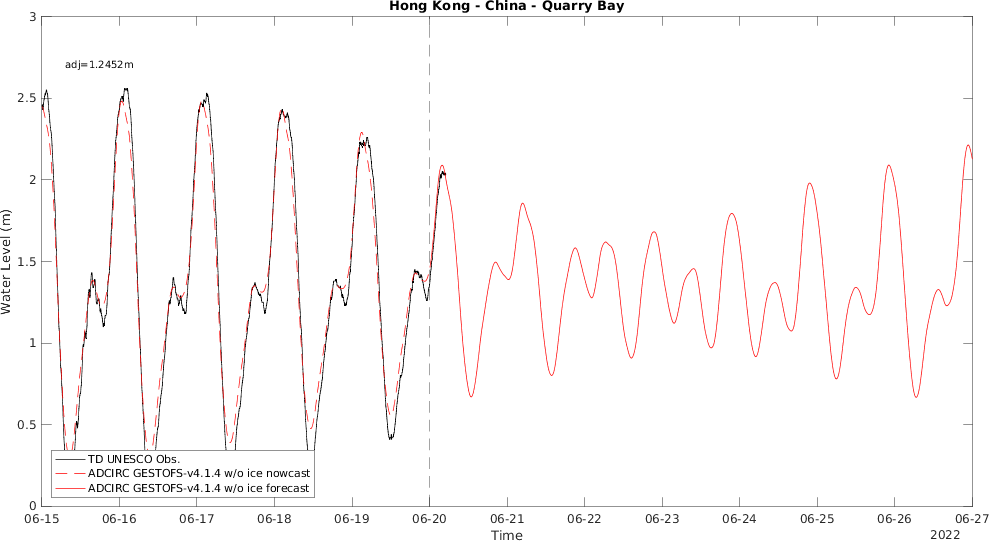 Hong Kong - China - Quarry Bay
3
adj=1.2452m
2.5
2
1.5
1
0.5
0
Water Level (m)
TD UNESCO Obs.
ADCIRC GESTOFS-v4.1.4 w/o ice nowcast
ADCIRC GESTOFS-v4.1.4 w/o ice forecast
06-15 06-16 06-17 06-18 06-19 06-20 06-21 06-22 06-23 06-24 06-25 06-26 06-27
Time
2022